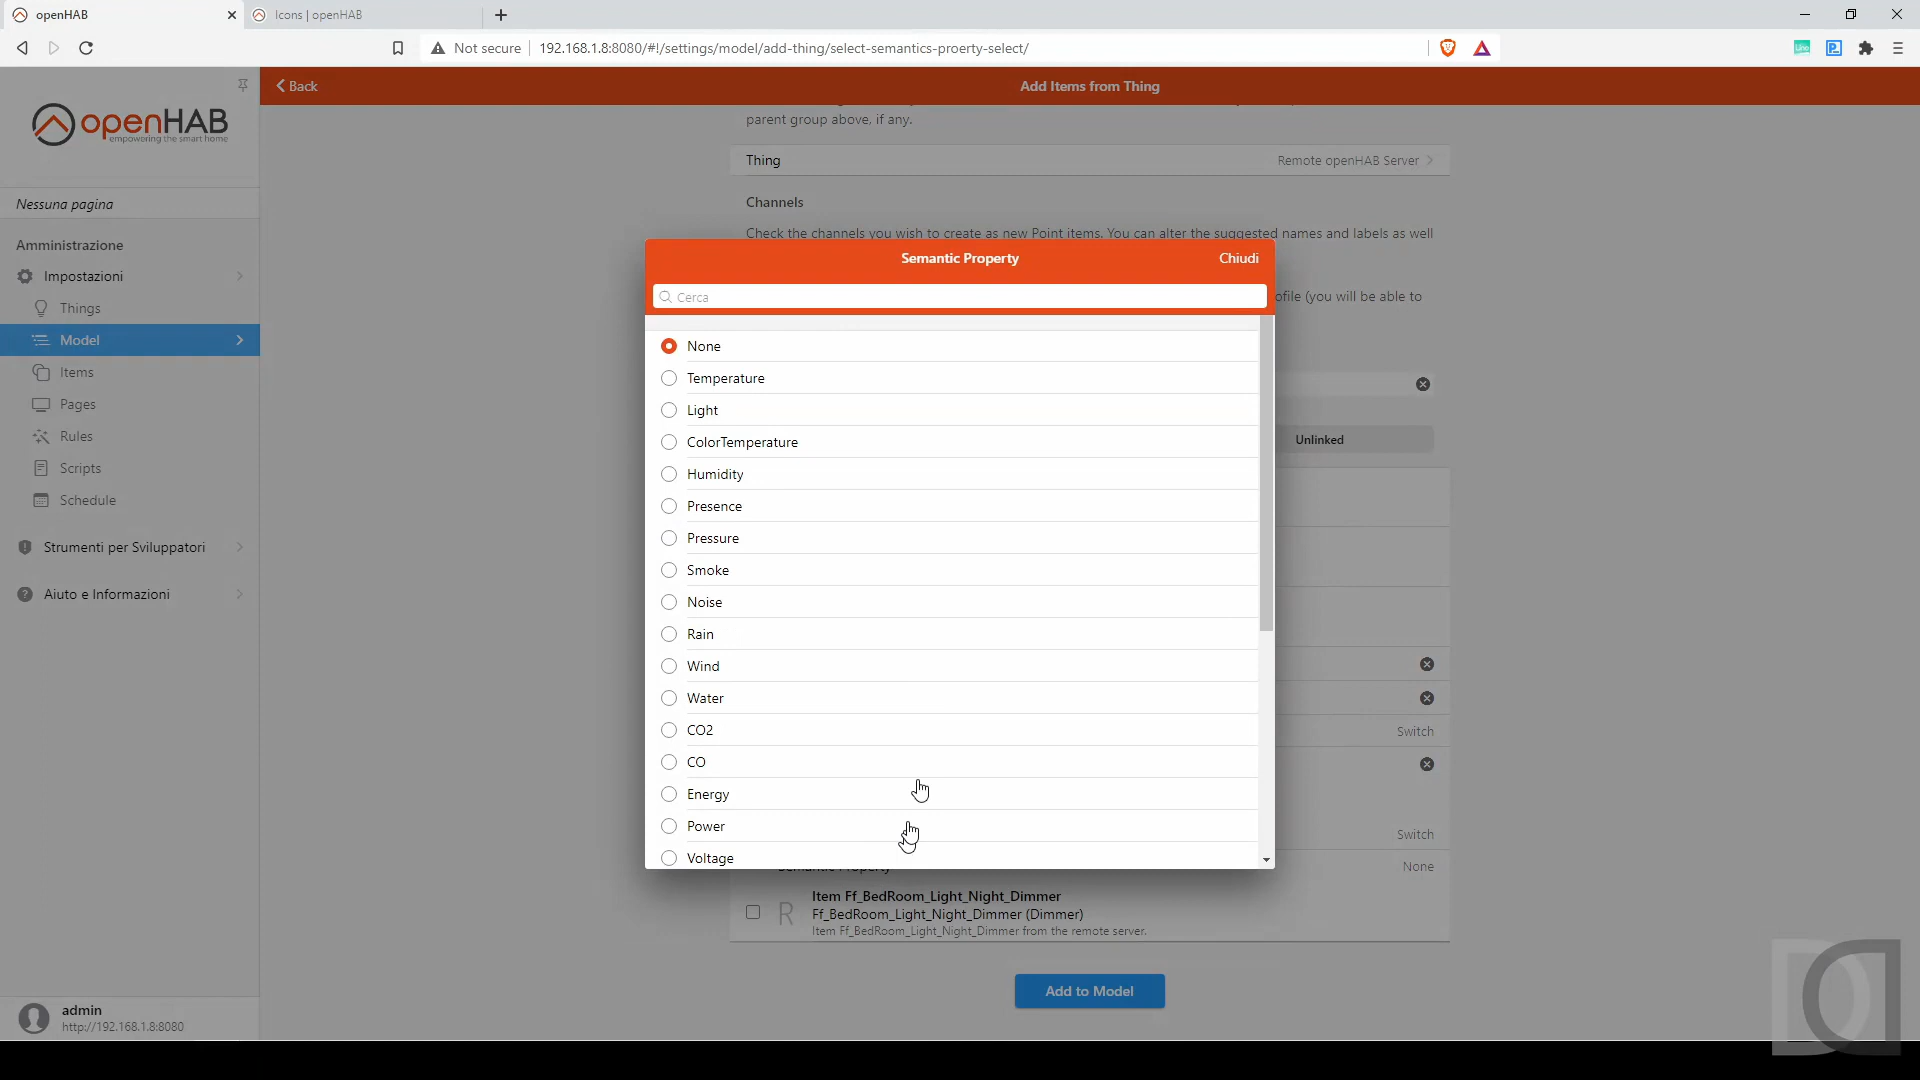 openHAB
Icons | openHAB
Not secure
192.168.1.8:8080/#!/settings/model/add-thing/select-semantics-proerty-select/
Back
Add Items from Thing
openHAB
empowering the smart home
Nessuna pagina
Amministrazione
Impostazioni
Things
Model
Items
Pages
Rules
Scripts
Schedule
Strumenti per Sviluppatori
Aiuto e Informazioni
admin
http://192.168.1.8:8080
parent group above, if any.
Thing
Remote openHAB Server
Channels
Check the channels you wish to create as new Point items. You can alter the suggested names and labels as well
ofile (you will be able to
Unlinked
Semantic Property
Chiudi
Cerca
None
Temperature
Light
ColorTemperature
Humidity
Presence
Pressure
Smoke
Noise
Rain
Wind
Water
CO2
CO
Energy
Power
Voltage
Switch
Switch
Semantic Property
None
R
Item Ff_BedRoom_Light_Night_Dimmer
Ff_BedRoom_Light_Night_Dimmer (Dimmer)
Item Ff_BedRoom_Light_Night_Dimmer from the remote server.
Add to Model